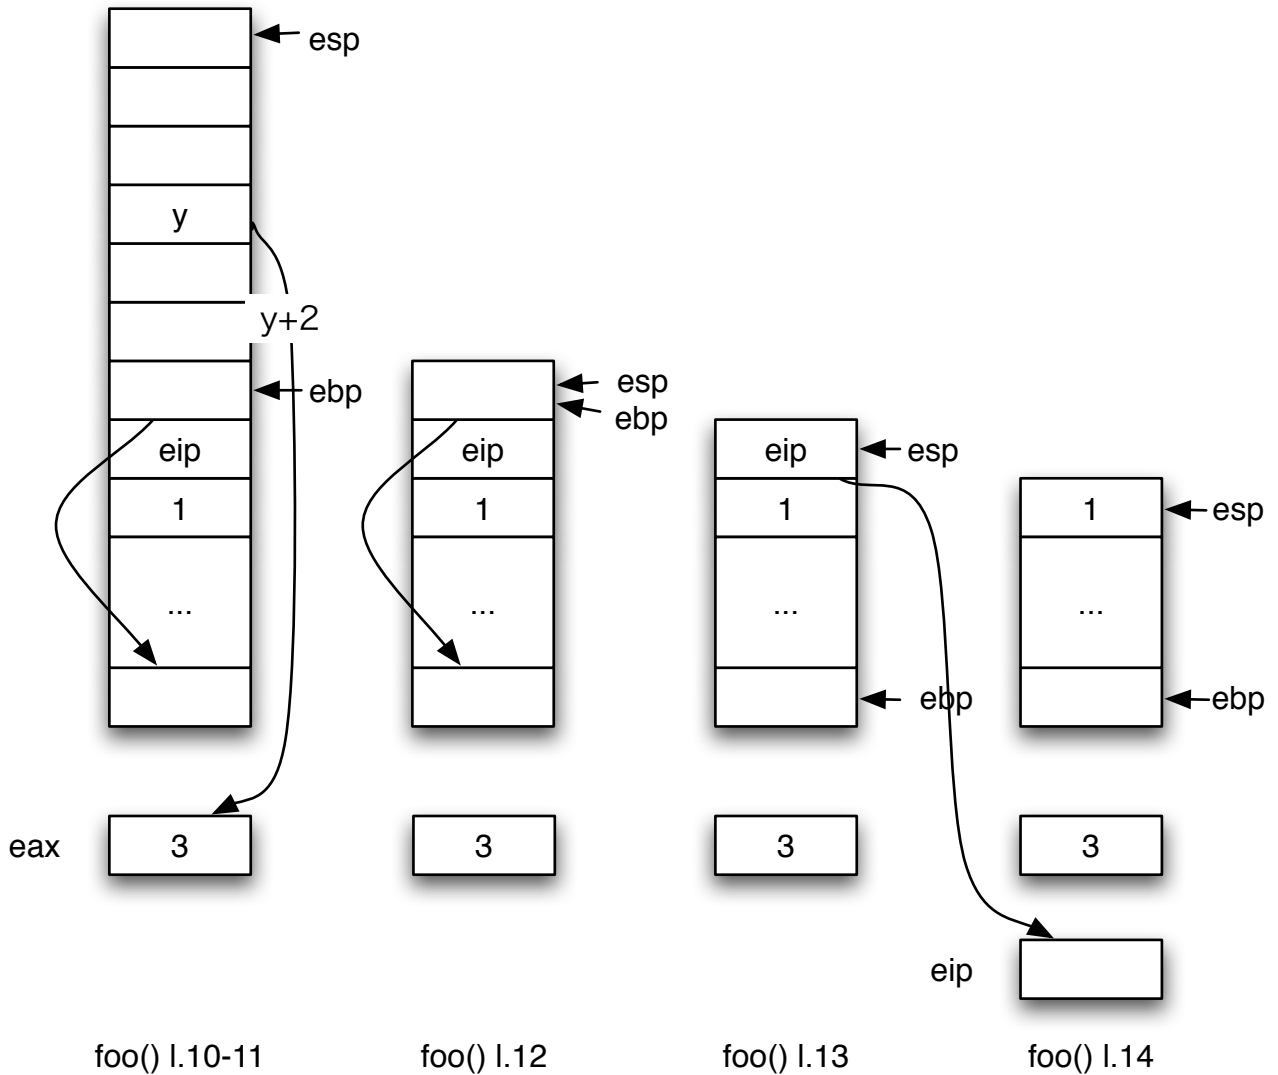 esp
y
y+2
ebp
esp
ebp
eip
eip
eip
esp
1
1
1
1
esp
...
...
...
...
ebp
ebp
eax
3
3
3
3
eip
foo() l.10-11
foo() l.12
foo() l.13
foo() l.14